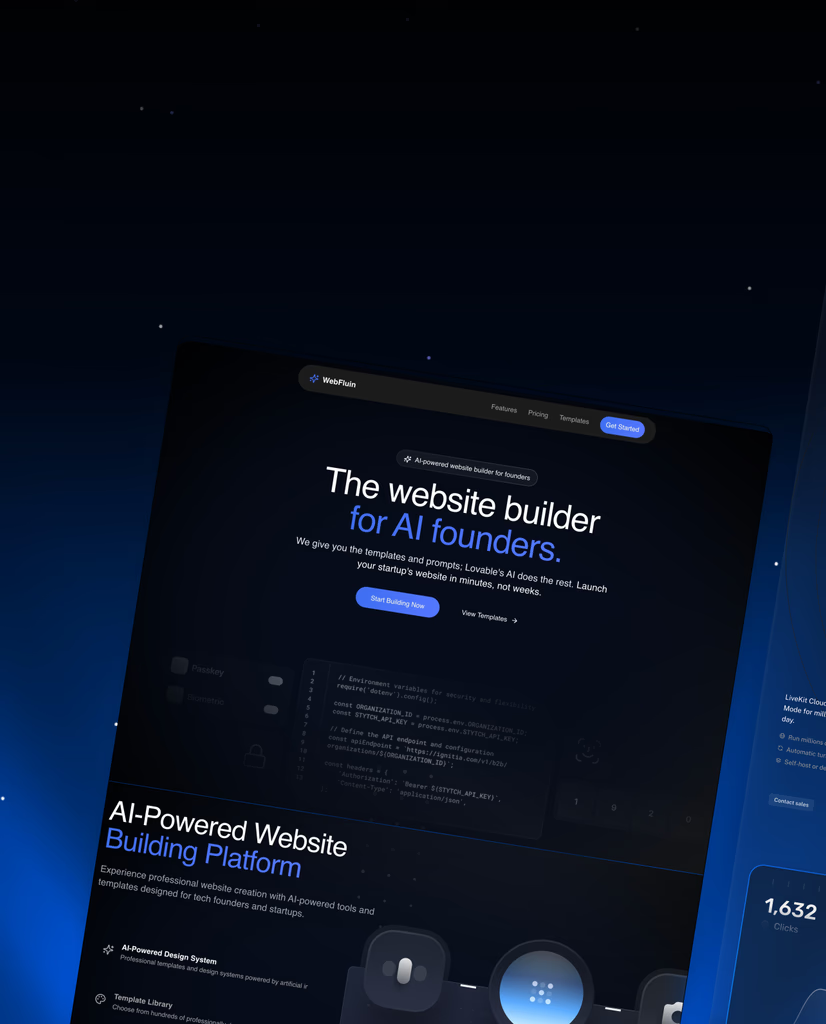 WebFluin
Features Pricing Templates Get Started
AI-powered website builder for founders
The website builder
for AI founders.
We give you the templates and prompts; Lovable's AI does the rest. Launch
your startup's website in minutes, not weeks.
Start Building Now View Templates →
Passkey
Biometric
1 // Environment variables for security and flexibility
2 require('dotenv').config();
3
4 const ORGANIZATION_ID = process.env.ORGANIZATION_ID;
5 const STYTCH_API_KEY = process.env.STYTCH_API_KEY;
6
7 // Define the API endpoint and configuration
8 const apiEndpoint = 'https://ignitia.com/v1/b2b/
9 organizations/${ORGANIZATION_ID}';
10
11 const headers = {
12 'Authorization': `Bearer ${STYTCH_API_KEY}`,
13 'Content-Type': 'application/json',
1 9 2 0
AI-Powered Website
Building Platform
Experience professional website creation with AI-powered tools and
templates designed for tech founders and startups.
AI-Powered Design System
Professional templates and design systems powered by artificial ir
Template Library
Choose from hundreds of professionally
LiveKit Cloud
Mode for mill
day.
Run millions
Automatic tur
Self-host or de
Contact sales
1,632
Clicks